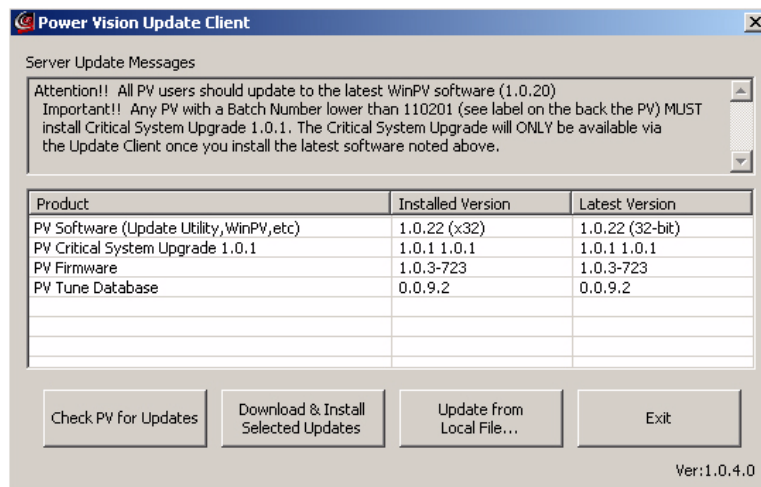 Power Vision Update Client
Server Update Messages
Attention!! All PV users should update to the latest WinPV software (1.0.20)
Important!! Any PV with a Batch Number lower than 110201 (see label on the back the PV) MUST
install Critical System Upgrade 1.0.1. The Critical System Upgrade will ONLY be available via
the Update Client once you install the latest software noted above.
Product Installed Version Latest Version
PV Software (Update Utility,WinPV,etc) 1.0.22 (x32) 1.0.22 (32-bit)
PV Critical System Upgrade 1.0.1 1.0.1 1.0.1 1.0.1 1.0.1
PV Firmware 1.0.3-723 1.0.3-723
PV Tune Database 0.0.9.2 0.0.9.2
Check PV for Updates
Download & Install
Selected Updates
Update from
Local File...
Exit
Ver:1.0.4.0